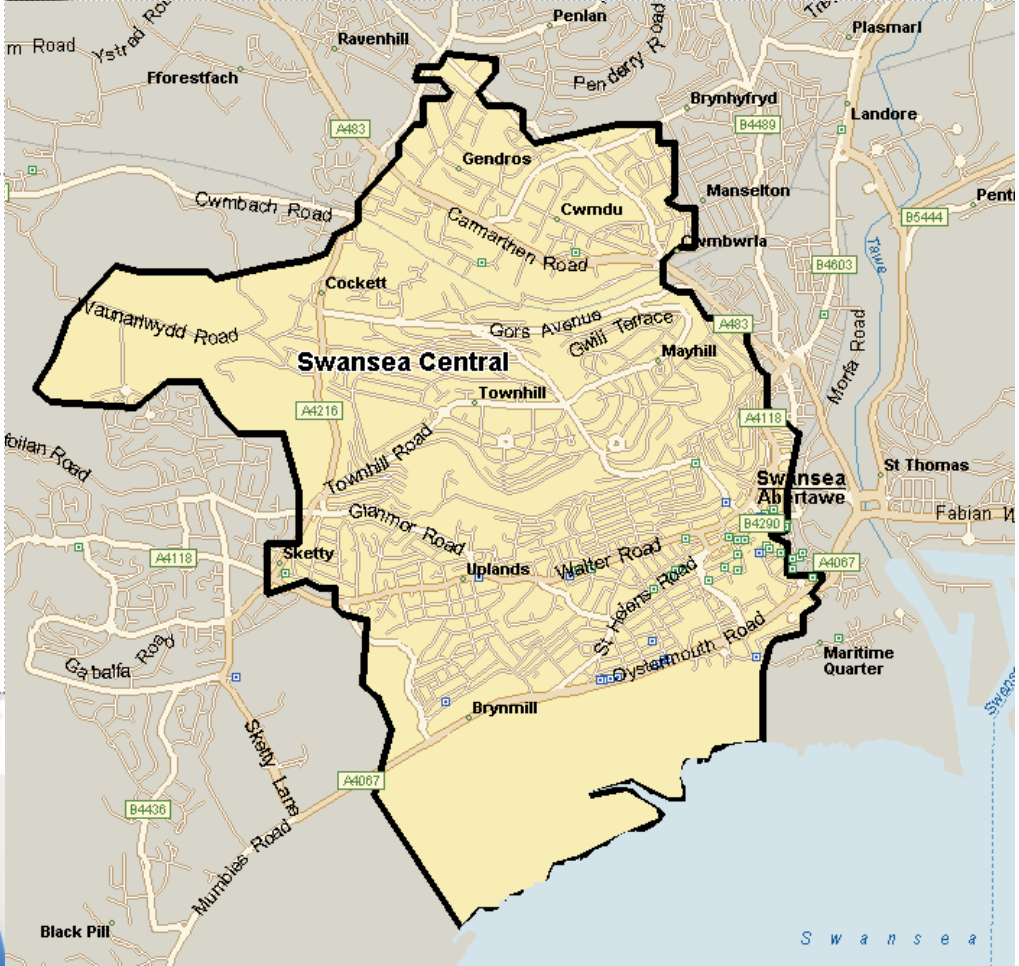 Penlan
Plasmarl
Ravenhill
m Road
Ystrad
Fforestfach
Penderry Road
Brynhyfryd
B4489
Landore
A483
Gendros
Manselton
Pent
Cwmbach Road
Cwmdu
B5444
Carmarthen Road
Cwmbwrla
Tawe
B4603
Cockett
Waunarlwydd Road
Gors Avenue
Gwili Terrace
A483
Morfa Road
Swansea Central
Mayhill
Townhill
A4216
A4118
foilan Road
Townhill Road
St Thomas
Swansea
Abertawe
Glanmor Road
B4290
Fabian W
A4118
Sketty
Walter Road
A4067
Uplands
St Helens Road
Oystermouth Road
Gabalfa Road
Maritime
Quarter
Brynmill
Swans
Sketty Lane
A4067
B4436
Mumbles Road
Black Pill
Swansea